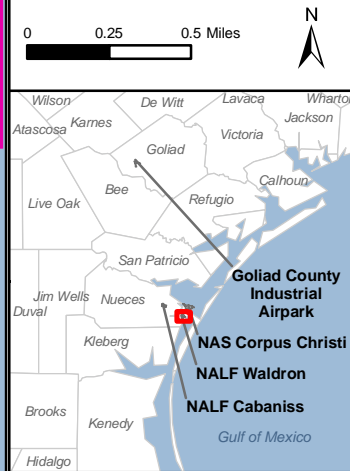 N
0 0.25 0.5 Miles
Wilson
De Witt
Lavaca
Wharto
Karnes
Jackson
Atascosa
Victoria
Goliad
Calhoun
Bee
Refugio
Live Oak
San Patricio
Goliad County
Industrial
Airpark
Jim Wells
Nueces
Duval
NAS Corpus Christi
Kleberg
NALF Waldron
NALF Cabaniss
Brooks
Kenedy
Gulf of Mexico
Hidalgo